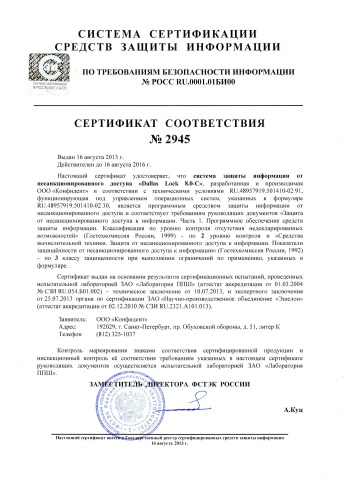 СИСТЕМА СЕРТИФИКАЦИИ
СРЕДСТВ ЗАЩИТЫ ИНФОРМАЦИИ
ПО ТРЕБОВАНИЯМ БЕЗОПАСНОСТИ ИНФОРМАЦИИ
№ РОСС RU.0001.01БИ00
СЕРТИФИКАТ СООТВЕТСТВИЯ
№ 2945
Выдан 16 августа 2013 г.
Действителен до 16 августа 2016 г.
Настоящий сертификат удостоверяет, что система защиты информации от
несанкционированного доступа «Dallas Lock 8.0-C», разработанная и производимая
ООО «Конфидент» в соответствии с техническими условиями RU.48957919.501410-02 91,
функционирующая под управлением операционных систем, указанных в формуляре
RU.48957919.501410-02 30, является программным средством защиты информации от
несанкционированного доступа и соответствует требованиям руководящих документов «Защита
от несанкционированного доступа к информации. Часть 1. Программное обеспечение средств
защиты информации. Классификация по уровню контроля отсутствия недекларированных
возможностей» (Гостехкомиссия России, 1999) – по 2 уровню контроля и «Средства
вычислительной техники. Защита от несанкционированного доступа к информации. Показатели
защищённости от несанкционированного доступа к информации» (Гостехкомиссия России, 1992)
– по 3 классу защищенности при выполнении ограничений по применению, указанных в
формуляре.
Сертификат выдан на основании результатов сертификационных испытаний, проведенных
испытательной лабораторией ЗАО «Лаборатория ППШ» (аттестат аккредитации от 01.03.2004
№ СЗИ RU.054.Б01.002) – техническое заключение от 10.07.2013, и экспертного заключения
от 25.07.2013 органа по сертификации ЗАО «Научно-производственное объединение «Эшелон»
(аттестат аккредитации от 02.12.2010 № СЗИ RU.2321.А101.013).
Заявитель: ООО «Конфидент»
Адрес: 192029, г. Санкт-Петербург, пр. Обуховской обороны, д. 51, литер К
Телефон (812) 325-1037
Контроль маркирования знаками соответствия сертифицированной продукции и
инспекционный контроль её соответствия требованиям указанных в настоящем сертификате
руководящих документов осуществляется испытательной лабораторией ЗАО «Лаборатория
ППШ».
ЗАМЕСТИТЕЛЬ ДИРЕКТОРА ФСТЭК РОССИИ
А.Куц
Настоящий сертификат внесен в Государственный реестр сертифицированных средств защиты информации
16 августа 2013 г.